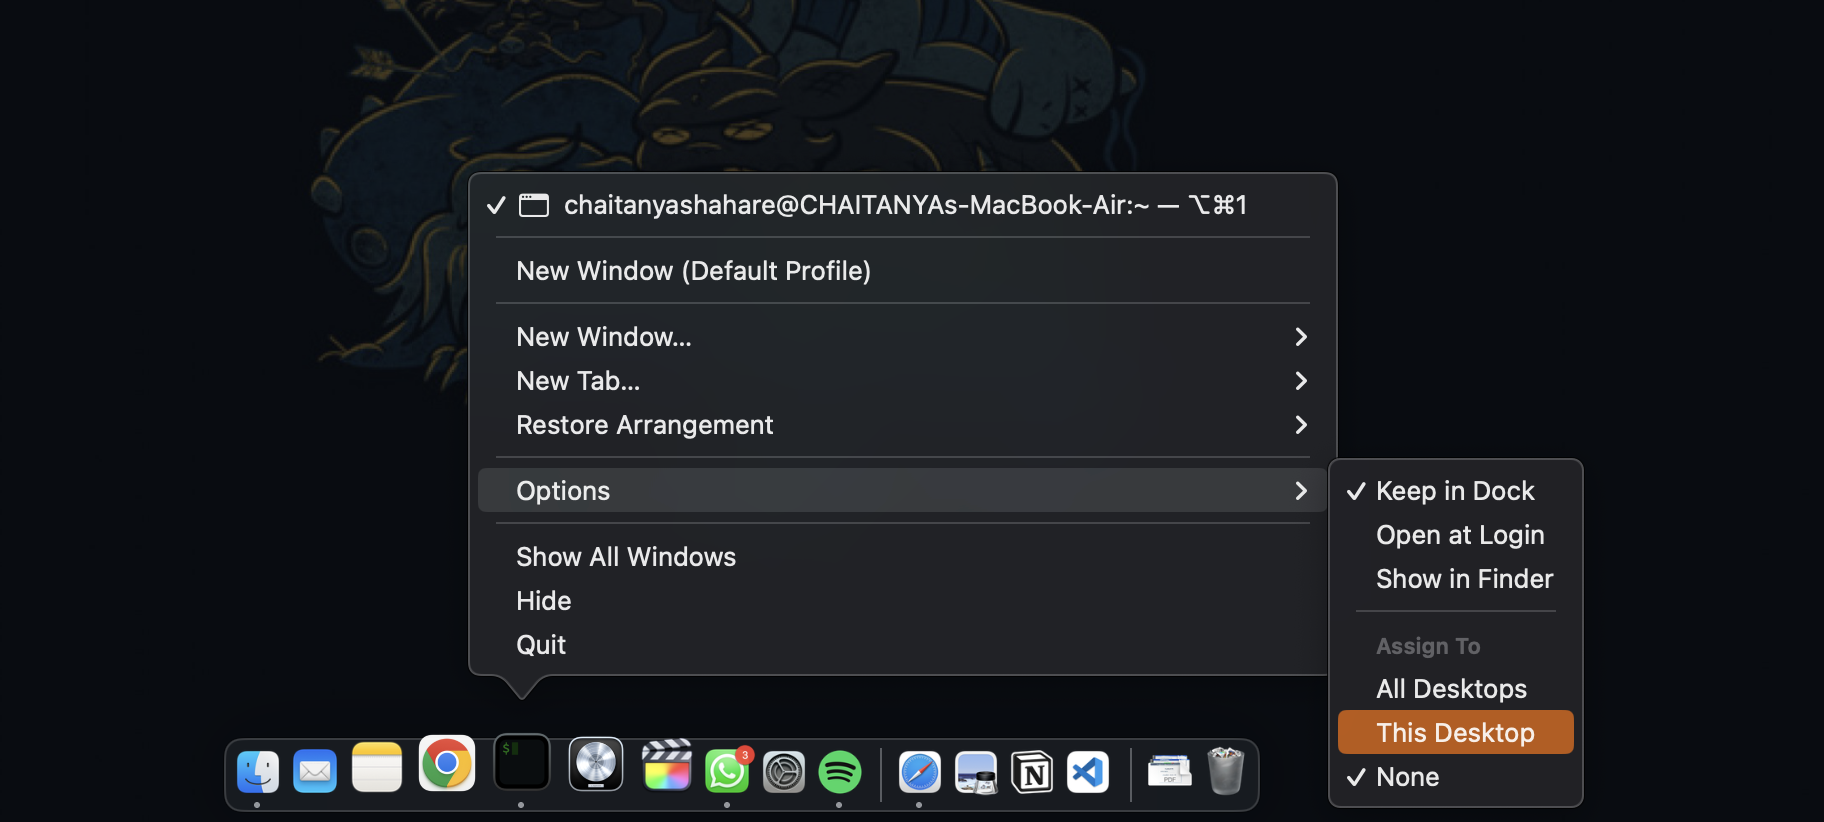 ✓ chaitanyashahare@CHAITANYAs-MacBook-Air:~ — ⌥⌘1
New Window (Default Profile)
New Window...
New Tab...
Restore Arrangement
Options
Show All Windows
Hide
Quit
✓ Keep in Dock
Open at Login
Show in Finder
Assign To
All Desktops
This Desktop
✓ None
$
3
PDF